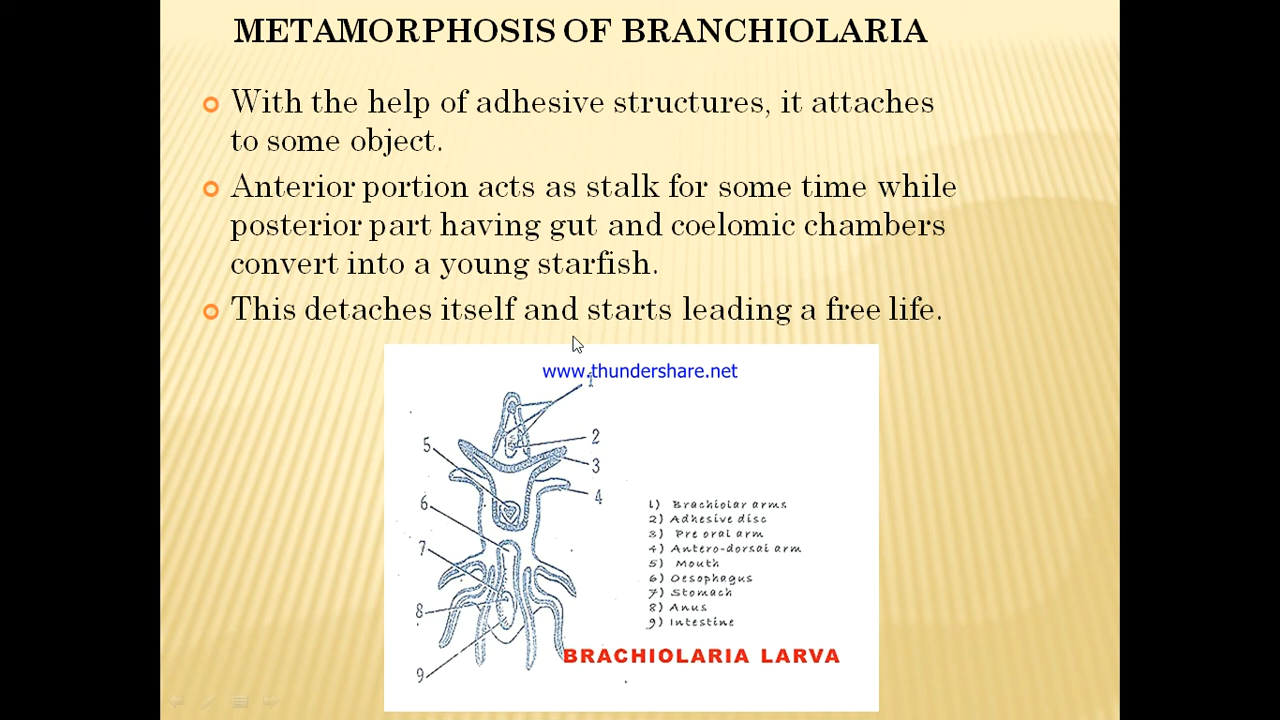 METAMORPHOSIS OF BRANCHIOLARIA
With the help of adhesive structures, it attaches
to some object.
Anterior portion acts as stalk for some time while
posterior part having gut and coelomic chambers
convert into a young starfish.
This detaches itself and starts leading a free life.
www.thundershare.net
1
2
3
4
5
6
7
8
9
1) Brachiolar arms
2) Adhesive disc
3) Pre oral arm
4) Antero-dorsal arm
5) Mouth
6) Oesophagus
7) Stomach
8) Anus
9) Intestine
BRACHIOLARIA LARVA